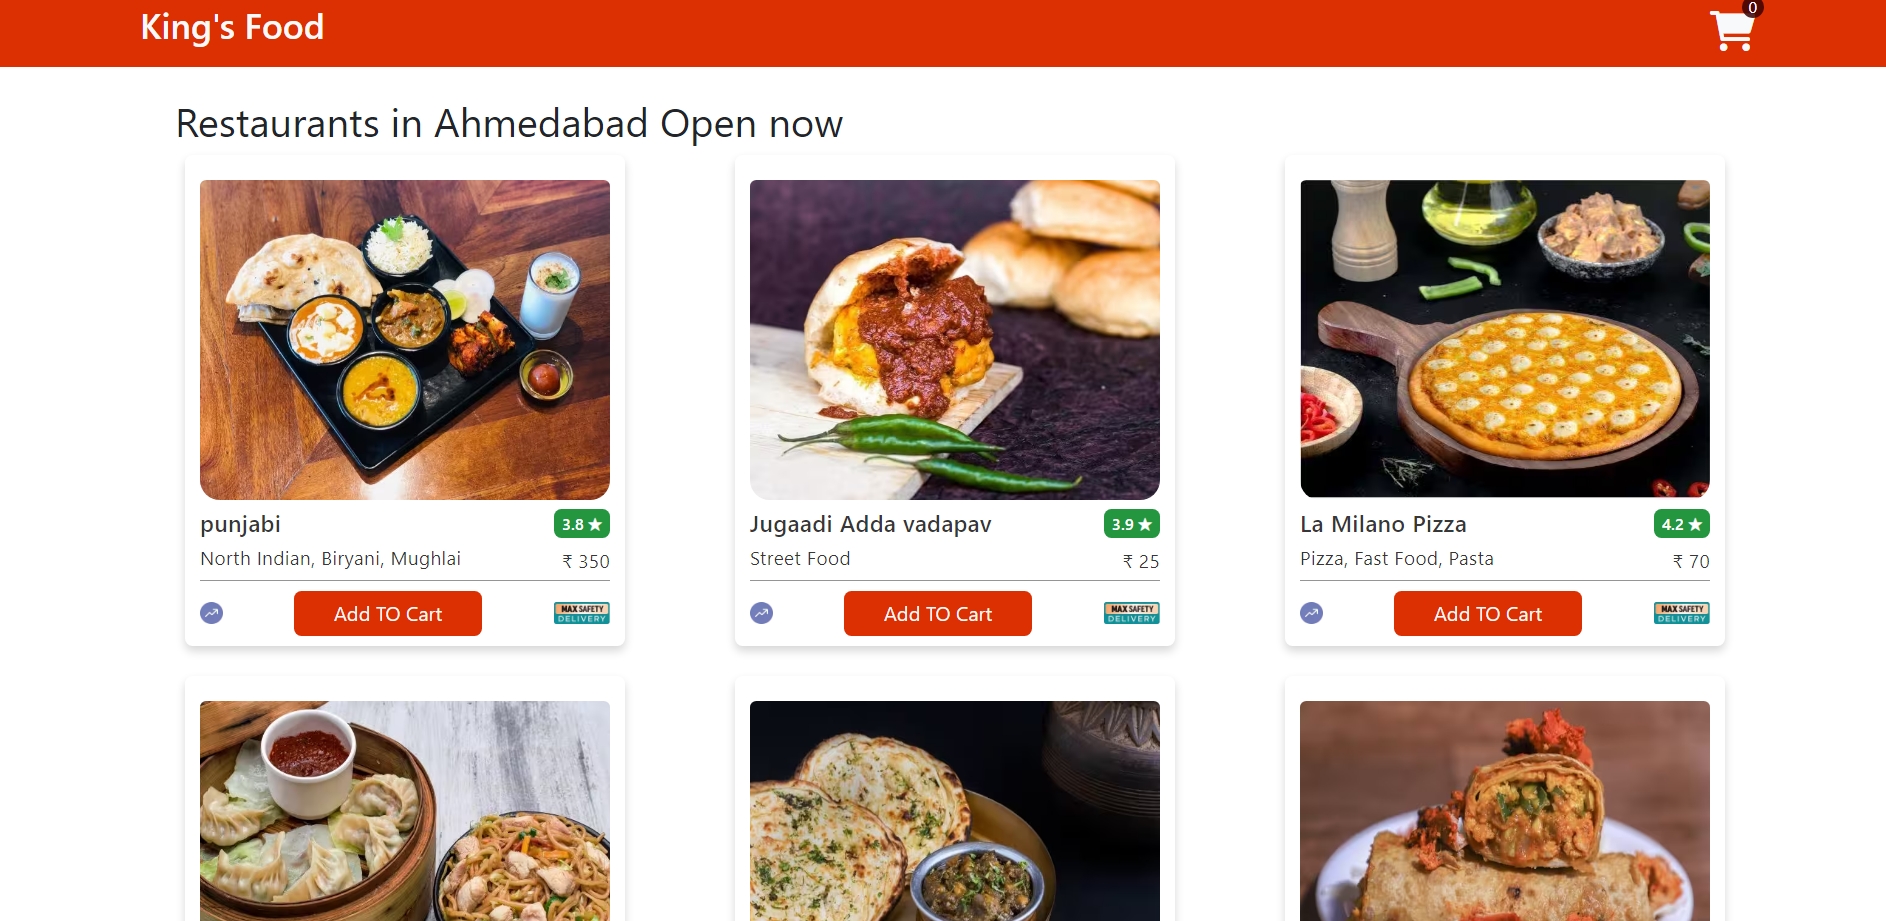 King's Food
0
Restaurants in Ahmedabad Open now
punjabi
3.8 ★
North Indian, Biryani, Mughlai
₹ 350
Add TO Cart
MAX SAFETY
DELIVERY
Jugaadi Adda vadapav
3.9 ★
Street Food
₹ 25
Add TO Cart
MAX SAFETY
DELIVERY
La Milano Pizza
4.2 ★
Pizza, Fast Food, Pasta
₹ 70
Add TO Cart
MAX SAFETY
DELIVERY